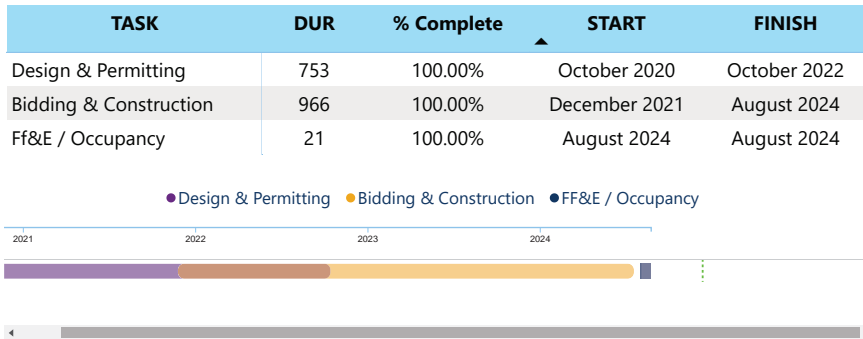 TASK DUR % Complete START FINISH
Design & Permitting 753 100.00% October 2020 October 2022
Bidding & Construction 966 100.00% December 2021 August 2024
Ff&E / Occupancy 21 100.00% August 2024 August 2024
Design & Permitting Bidding & Construction FF&E / Occupancy
2021 2022 2023 2024